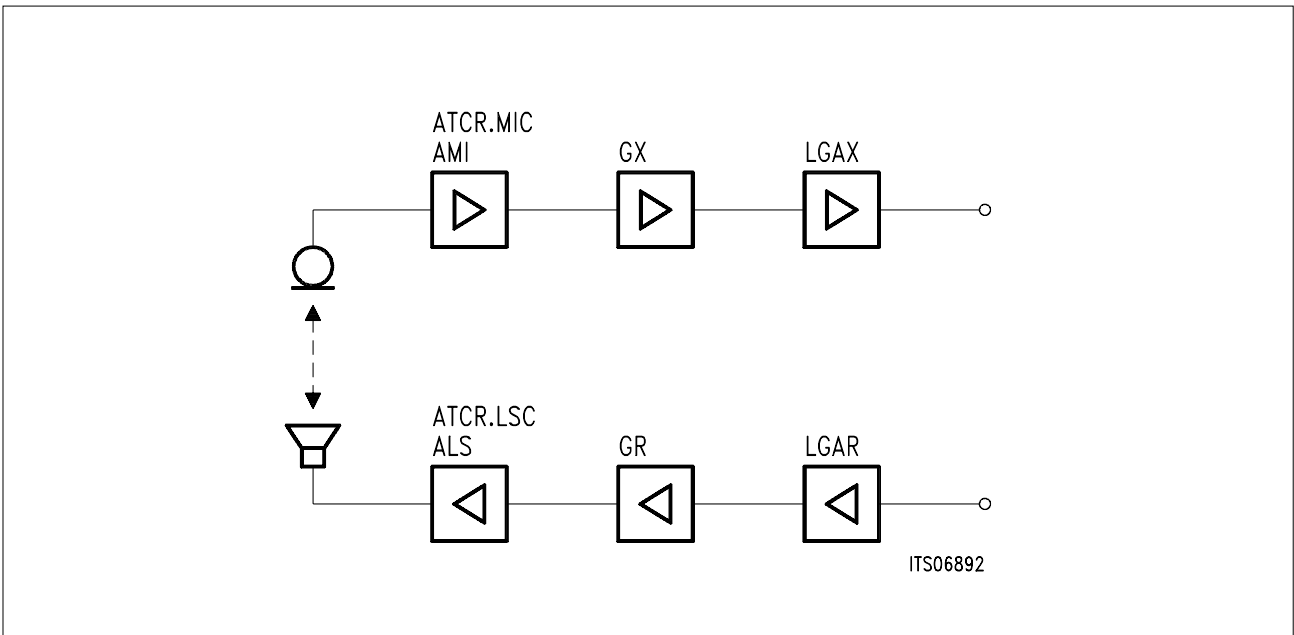 ATCR.MIC
AMI
GX
LGAX
ATCR.LSC
ALS
GR
LGAR
ITS06892